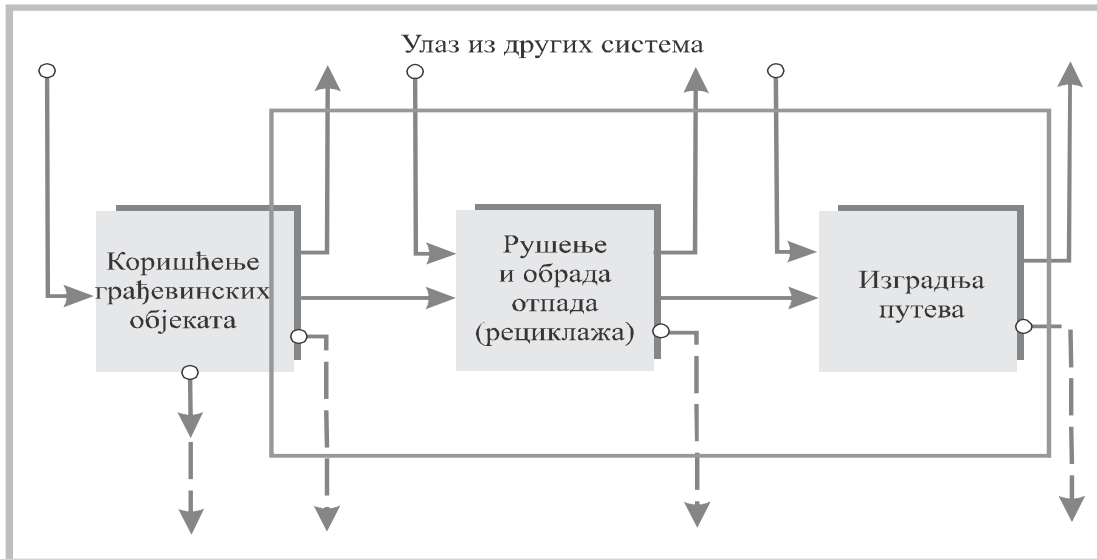 Улаз из других система
Коришћење
грађевинских
објеката
Рушење
и обрада
отпада
(рециклажа)
Изградња
путева